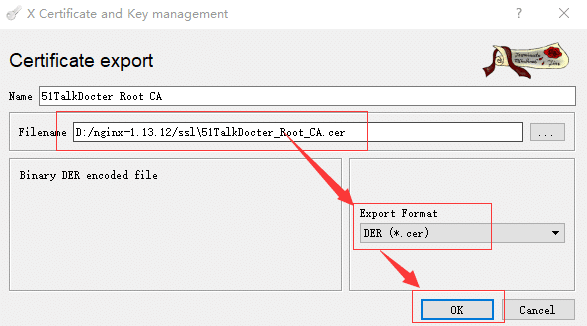 X Certificate and Key management
?
Certificate export
Name 51TalkDocter Root CA
Filename D:/nginx-1.13.12/ssl\51TalkDocter_Root_CA.cer ...
Binary DER encoded file
Export Format
DER (*.cer)
OK Cancel